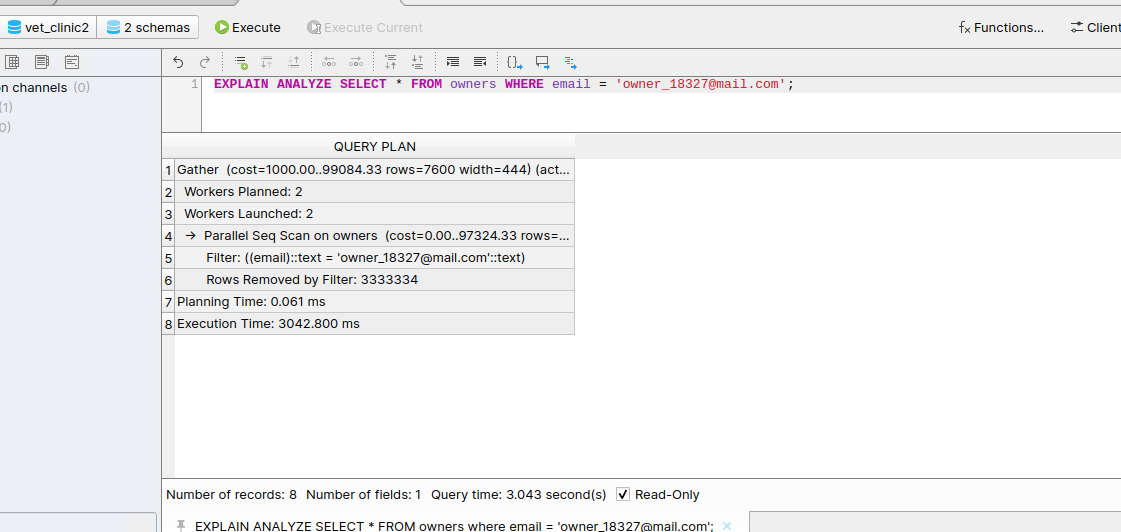 vet_clinic2 2 schemas Execute Execute Current Functions... Client
n channels (0)
(1)
0)
1 EXPLAIN ANALYZE SELECT * FROM owners WHERE email = 'owner_18327@mail.com';
QUERY PLAN
1 Gather (cost=1000.00..99084.33 rows=7600 width=444) (act...
2 Workers Planned: 2
3 Workers Launched: 2
4 → Parallel Seq Scan on owners (cost=0.00..97324.33 rows=...
5 Filter: ((email)::text = 'owner_18327@mail.com'::text)
6 Rows Removed by Filter: 3333334
7 Planning Time: 0.061 ms
8 Execution Time: 3042.800 ms
Number of records: 8 Number of fields: 1 Query time: 3.043 second(s) Read-Only
EXPLAIN ANALYZE SELECT * FROM owners where email = 'owner_18327@mail.com';